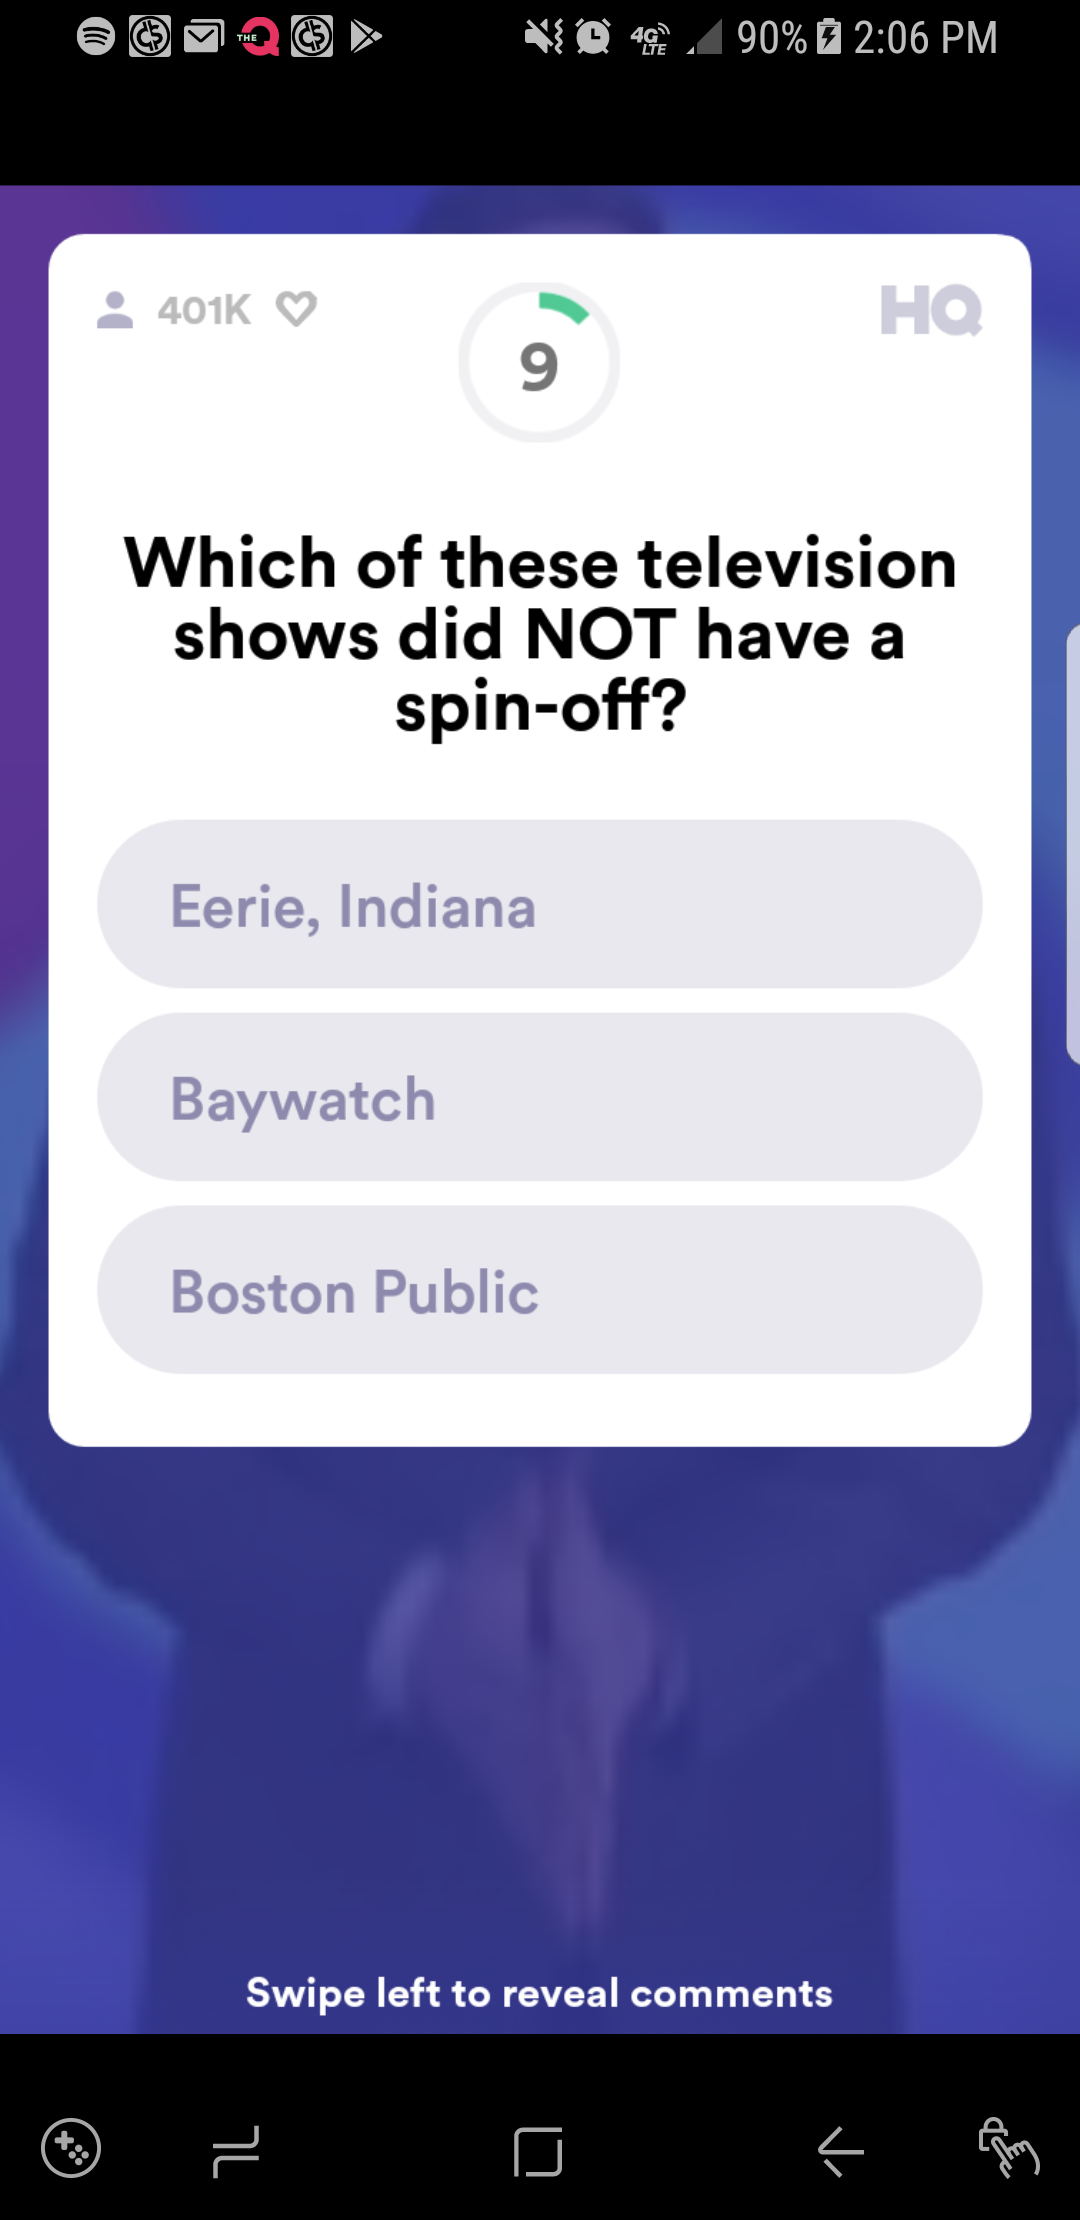 THE Q 4G LTE 90% 2:06 PM
401K 9 HQ
Which of these television
shows did NOT have a
spin-off?
Eerie, Indiana
Baywatch
Boston Public
Swipe left to reveal comments